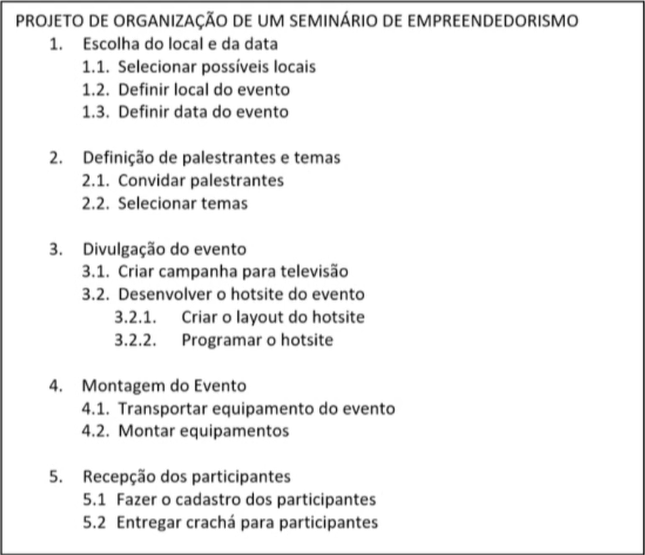 PROJETO DE ORGANIZAÇÃO DE UM SEMINÁRIO DE EMPREENDEDORISMO
1. Escolha do local e da data
1.1. Selecionar possíveis locais
1.2. Definir local do evento
1.3. Definir data do evento
2. Definição de palestrantes e temas
2.1. Convidar palestrantes
2.2. Selecionar temas
3. Divulgação do evento
3.1. Criar campanha para televisão
3.2. Desenvolver o hotsite do evento
3.2.1. Criar o layout do hotsite
3.2.2. Programar o hotsite
4. Montagem do Evento
4.1. Transportar equipamento do evento
4.2. Montar equipamentos
5. Recepção dos participantes
5.1 Fazer o cadastro dos participantes
5.2 Entregar crachá para participantes